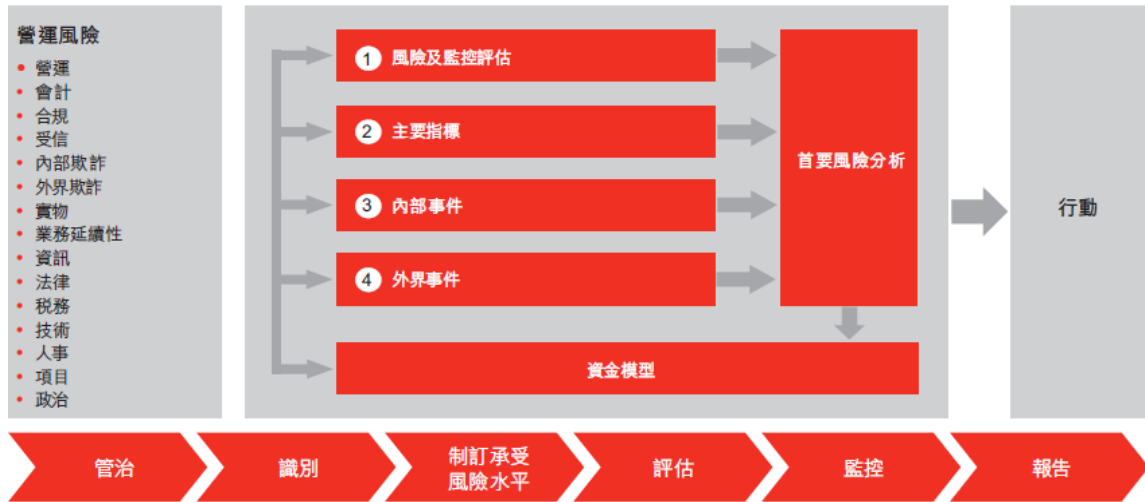 營運風險
• 營運
• 會計
• 合規
• 受信
• 內部欺詐
• 外界欺詐
• 實物
• 業務延續性
• 資訊
• 法律
• 税務
• 技術
• 人事
• 項目
• 政治
1 風險及監控評估
2 主要指標
3 內部事件
4 外界事件
首要風險分析
資金模型
行動
管治
識別
制訂承受
風險水平
評估
監控
報告